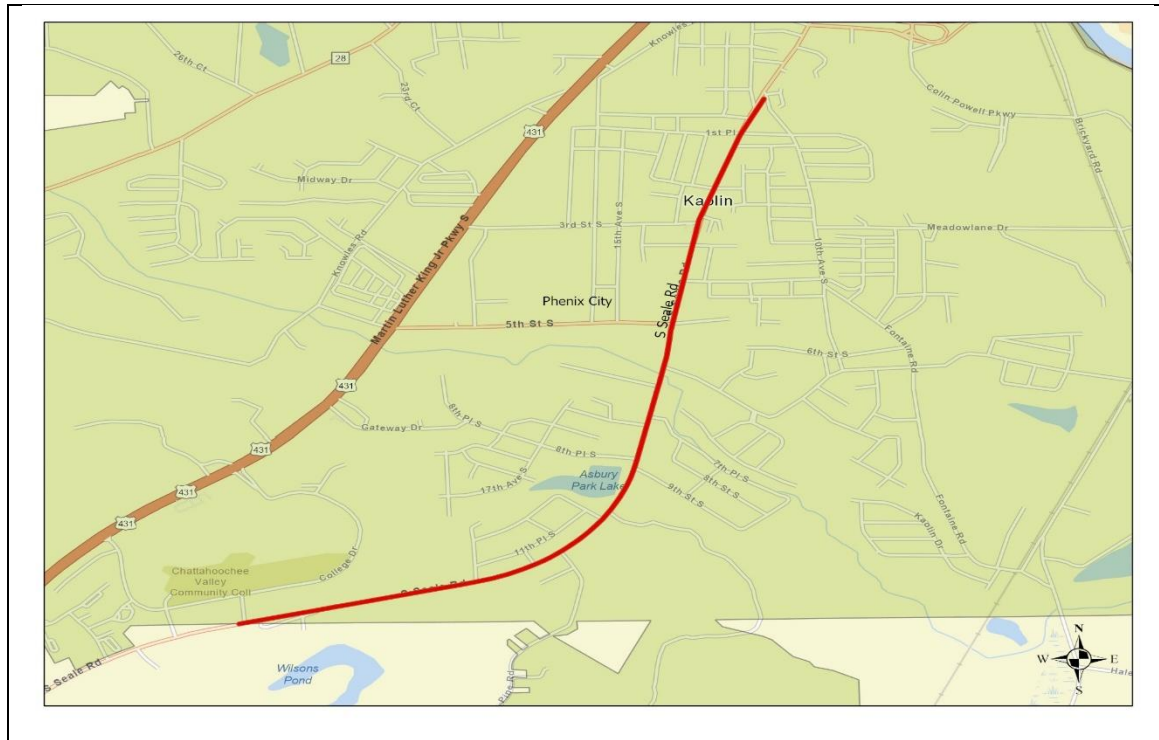 26th Ct
28
23rd Ct
Knowles
431
Colin Powell Pkwy
Brickyard Rd
1st Pl
Midway Dr
Kaolin
Knowles Rd
3rd St S
15th Ave S
10th Ave S
Meadowlane Dr
Martin Luther King Jr Pkwy S
Phenix City
S Seale Rd
5th St S
Fontaine Rd
6th St S
431
Gateway Dr
8th Pl S
431
Asbury
Park Lake
7th Pl S
8th St S
9th St S
17th Ave S
431
431
11th Pl S
Kaolin Dr
Fontaine Rd
Chattahoochee
Valley
Community Coll
College Dr
S Seale Rd
S Seale Rd
Wilsons
Pond
Pine Rd
N
W
E
S
Hale